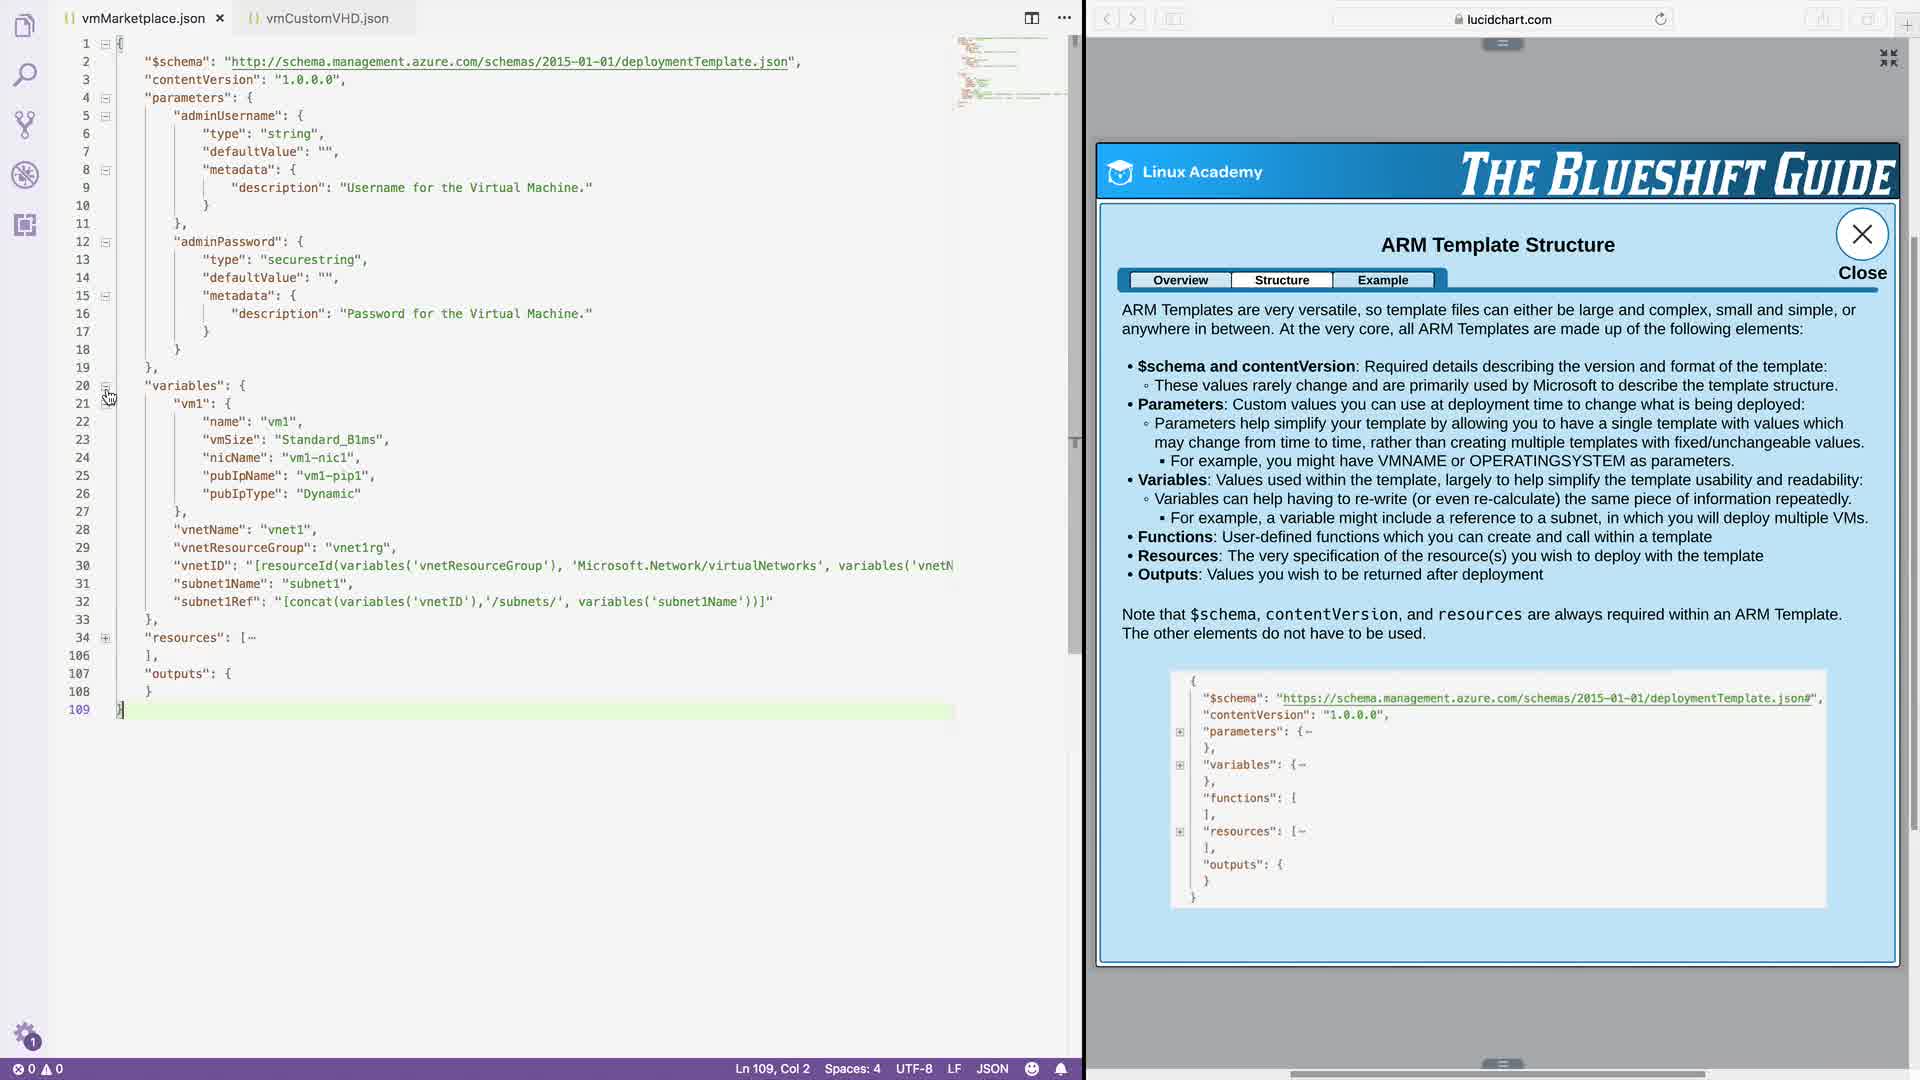 vmMarketplace.json
vmCustomVHD.json
1 {
2 "$schema": "http://schema.management.azure.com/schemas/2015-01-01/deploymentTemplate.json",
3 "contentVersion": "1.0.0.0",
4 "parameters": {
5 "adminUsername": {
6 "type": "string",
7 "defaultValue": "",
8 "metadata": {
9 "description": "Username for the Virtual Machine."
10 }
11 },
12 "adminPassword": {
13 "type": "securestring",
14 "defaultValue": "",
15 "metadata": {
16 "description": "Password for the Virtual Machine."
17 }
18 }
19 },
20 "variables": {
21 "vm1": {
22 "name": "vm1",
23 "vmSize": "Standard_B1ms",
24 "nicName": "vm1-nic1",
25 "pubIpName": "vm1-pip1",
26 "pubIpType": "Dynamic"
27 },
28 "vnetName": "vnet1",
29 "vnetResourceGroup": "vnet1rg",
30 "vnetID": "[resourceId(variables('vnetResourceGroup'), 'Microsoft.Network/virtualNetworks', variables('vnetN
31 "subnet1Name": "subnet1",
32 "subnet1Ref": "[concat(variables('vnetID'),'/subnets/', variables('subnet1Name'))]"
33 },
34 "resources": [⋯
106 ],
107 "outputs": {
108 }
109 }
1
0 0
Ln 109, Col 2 Spaces: 4 UTF-8 LF JSON
lucidchart.com
Linux Academy
THE BLUESHIFT GUIDE
ARM Template Structure
Close
Overview Structure Example
ARM Templates are very versatile, so template files can either be large and complex, small and simple, or
anywhere in between. At the very core, all ARM Templates are made up of the following elements:
• $schema and contentVersion: Required details describing the version and format of the template:
◦ These values rarely change and are primarily used by Microsoft to describe the template structure.
• Parameters: Custom values you can use at deployment time to change what is being deployed:
◦ Parameters help simplify your template by allowing you to have a single template with values which
may change from time to time, rather than creating multiple templates with fixed/unchangeable values.
▪ For example, you might have VMNAME or OPERATINGSYSTEM as parameters.
• Variables: Values used within the template, largely to help simplify the template usability and readability:
◦ Variables can help having to re-write (or even re-calculate) the same piece of information repeatedly.
▪ For example, a variable might include a reference to a subnet, in which you will deploy multiple VMs.
• Functions: User-defined functions which you can create and call within a template
• Resources: The very specification of the resource(s) you wish to deploy with the template
• Outputs: Values you wish to be returned after deployment
Note that $schema, contentVersion, and resources are always required within an ARM Template.
The other elements do not have to be used.
{
"$schema": "https://schema.management.azure.com/schemas/2015-01-01/deploymentTemplate.json#",
"contentVersion": "1.0.0.0",
"parameters": {⋯
},
"variables": {⋯
},
"functions": [
],
"resources": [⋯
],
"outputs": {
}
}